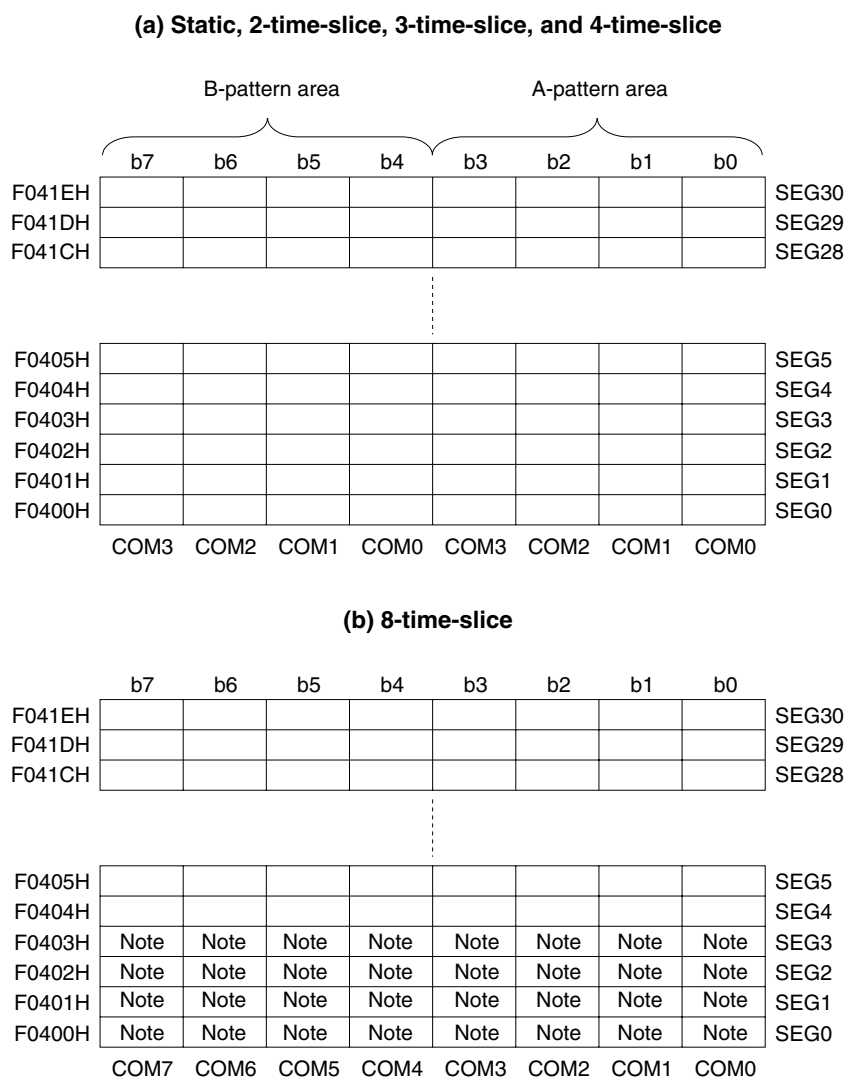 (a) Static, 2-time-slice, 3-time-slice, and 4-time-slice
B-pattern area A-pattern area
b7 b6 b5 b4 b3 b2 b1 b0
F041EH SEG30
F041DH SEG29
F041CH SEG28
F0405H SEG5
F0404H SEG4
F0403H SEG3
F0402H SEG2
F0401H SEG1
F0400H SEG0
COM3 COM2 COM1 COM0 COM3 COM2 COM1 COM0
(b) 8-time-slice
b7 b6 b5 b4 b3 b2 b1 b0
F041EH SEG30
F041DH SEG29
F041CH SEG28
F0405H SEG5
F0404H SEG4
F0403H Note Note Note Note Note Note Note Note SEG3
F0402H Note Note Note Note Note Note Note Note SEG2
F0401H Note Note Note Note Note Note Note Note SEG1
F0400H Note Note Note Note Note Note Note Note SEG0
COM7 COM6 COM5 COM4 COM3 COM2 COM1 COM0